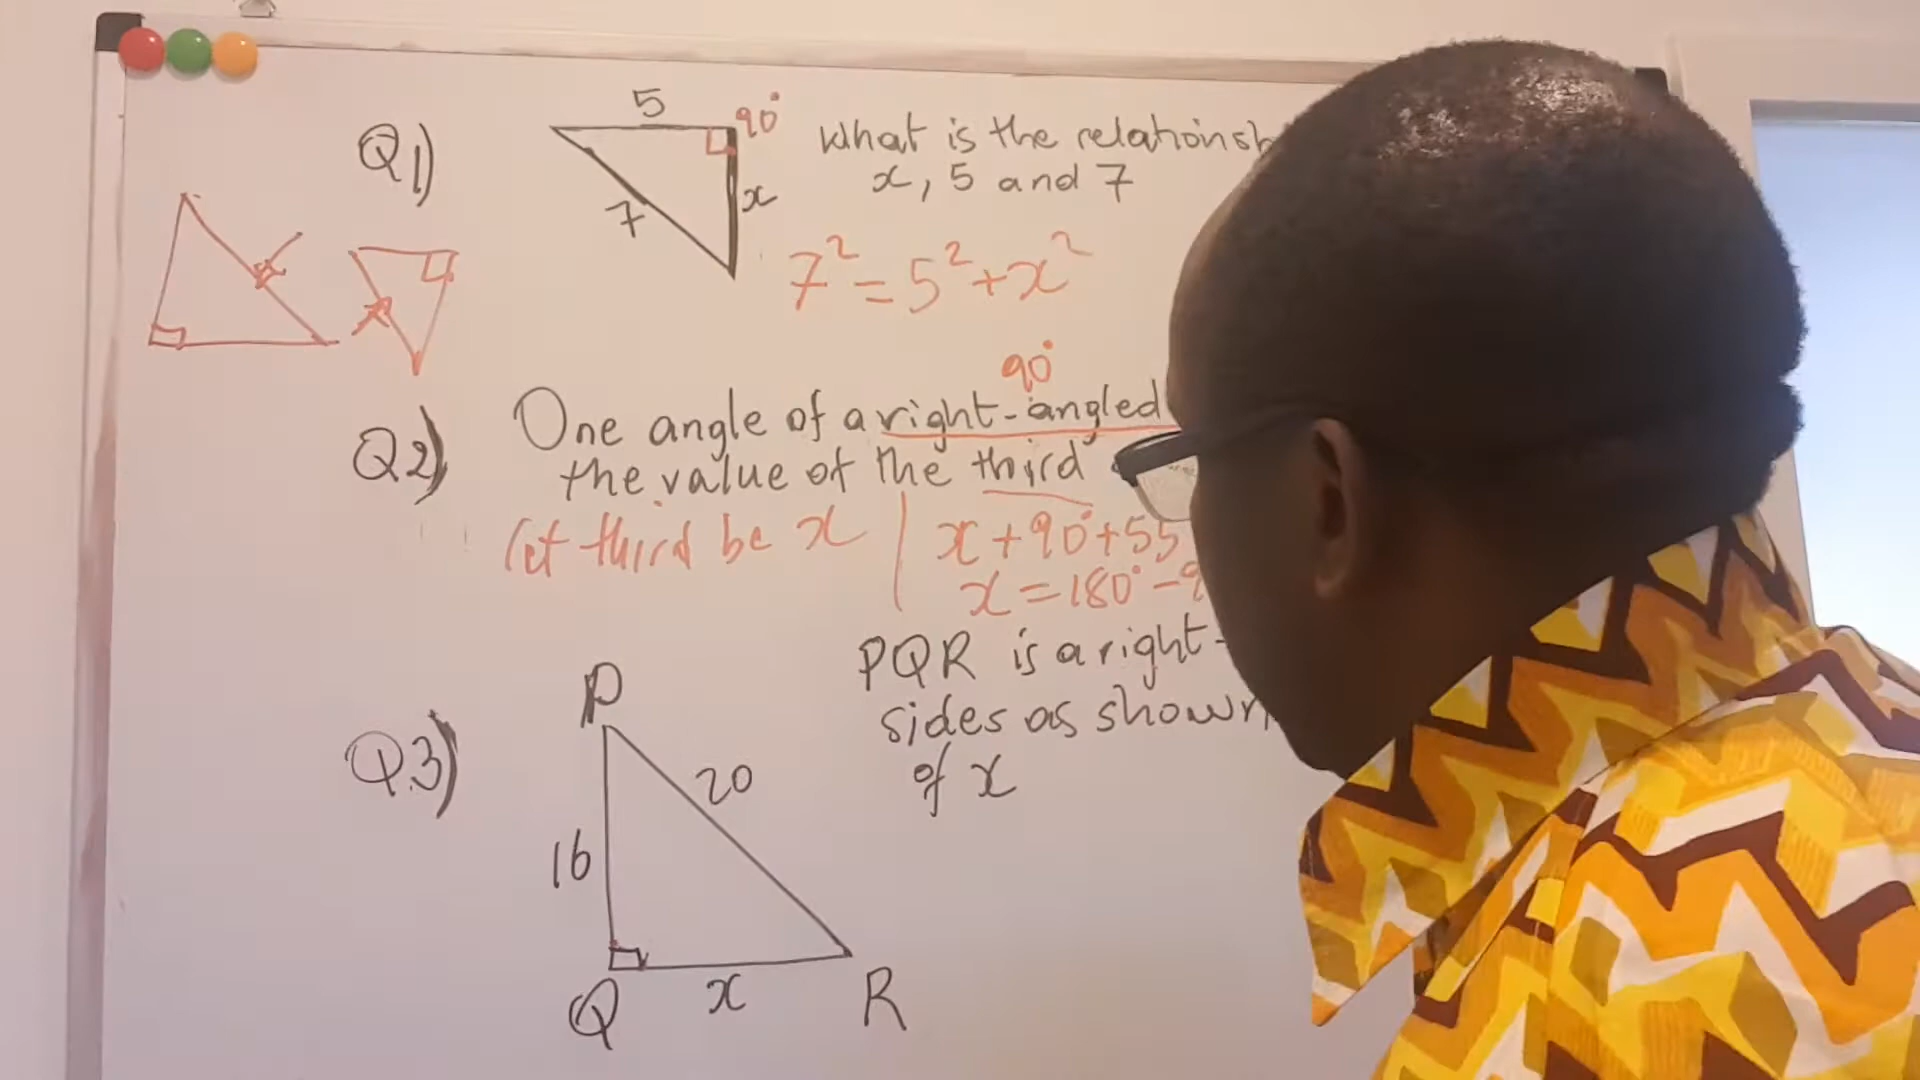 Q1)
5
90°
x
7
What is the relationsh
x, 5 and 7
7² = 5² + x²
90°
Q2)
One angle of a right-angled
the value of the third
let third be x
x + 90° + 55
x = 180° - 9
Q.3)
P
20
16
Q
x
R
PQR is a right-
sides as shown
of x